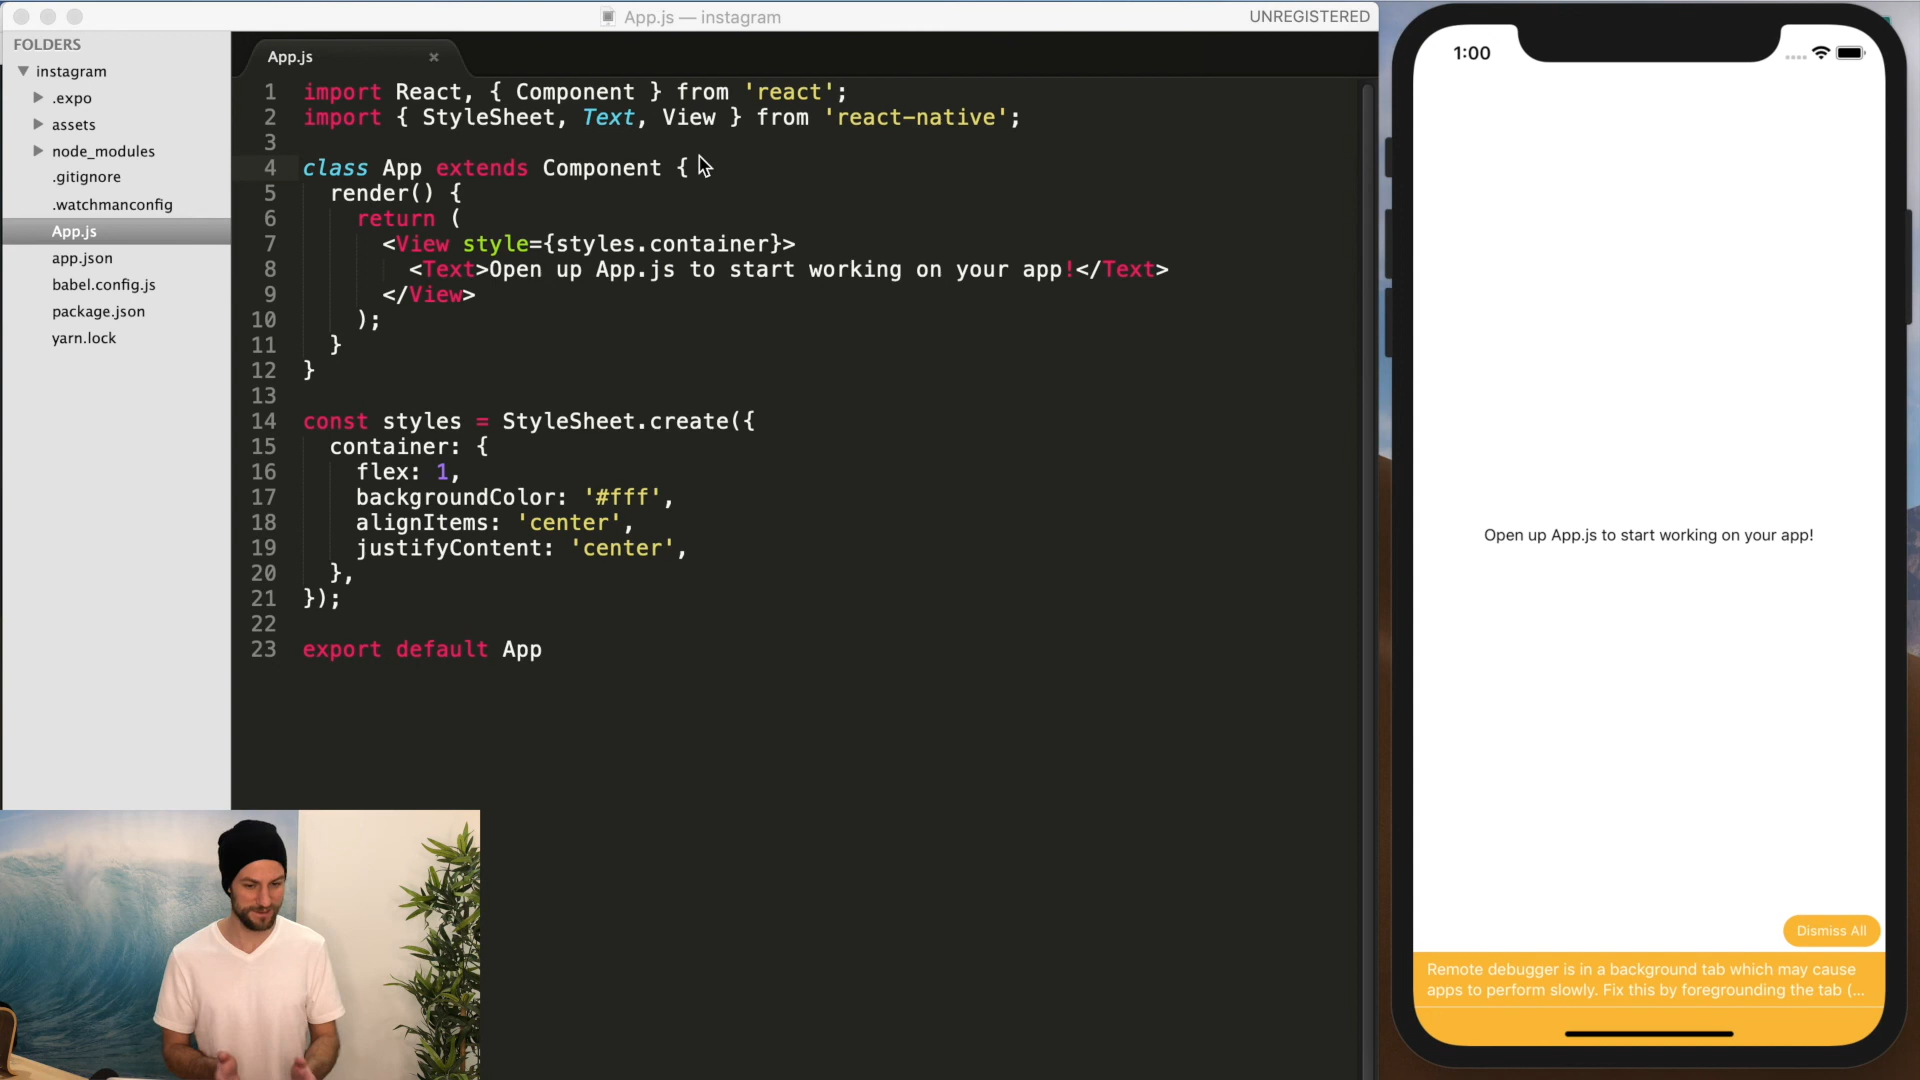 App.js — instagram
UNREGISTERED
FOLDERS
instagram
.expo
assets
node_modules
.gitignore
.watchmanconfig
App.js
app.json
babel.config.js
package.json
yarn.lock
App.js
1 import React, { Component } from 'react';
2 import { StyleSheet, Text, View } from 'react-native';
3
4 class App extends Component {
5 render() {
6 return (
7 <View style={styles.container}>
8 <Text>Open up App.js to start working on your app!</Text>
9 </View>
10 );
11 }
12 }
13
14 const styles = StyleSheet.create({
15 container: {
16 flex: 1,
17 backgroundColor: '#fff',
18 alignItems: 'center',
19 justifyContent: 'center',
20 },
21 });
22
23 export default App
1:00
Open up App.js to start working on your app!
Dismiss All
Remote debugger is in a background tab which may cause
apps to perform slowly. Fix this by foregrounding the tab (...